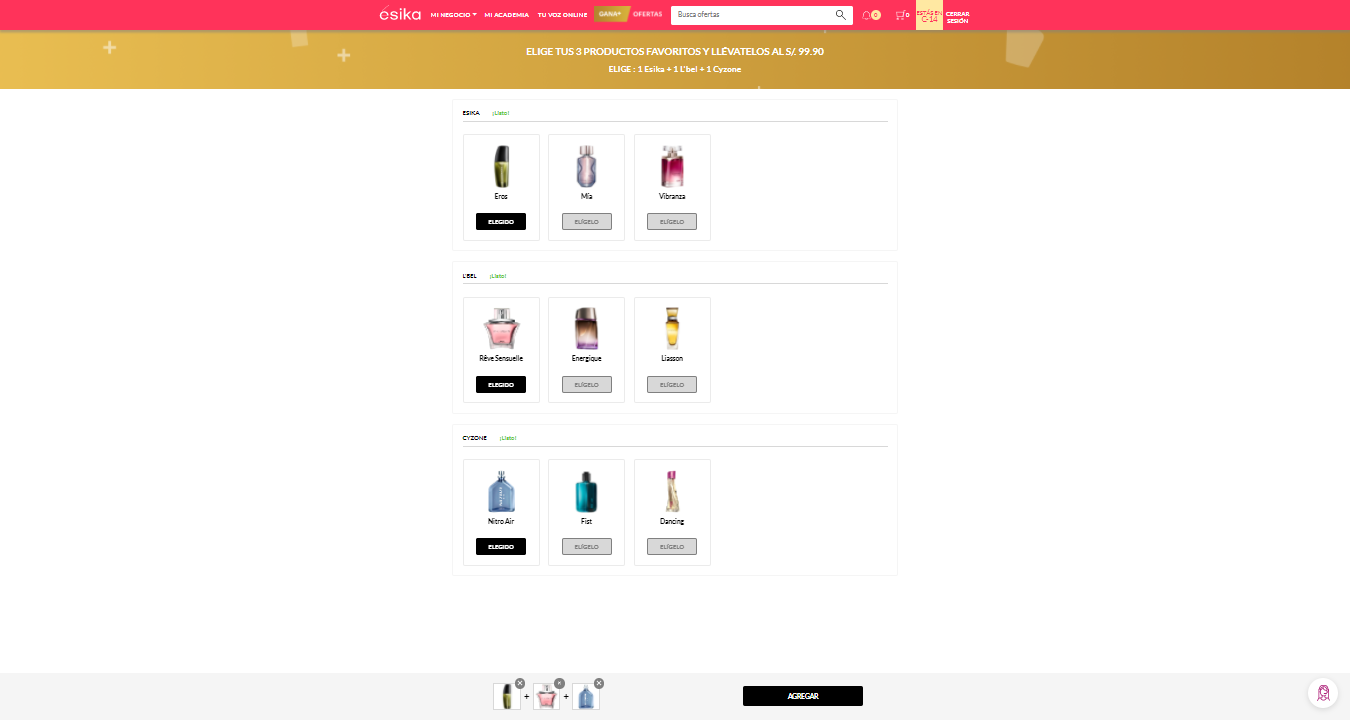 ésika MI NEGOCIO MI ACADEMIA TU VOZ ONLINE GANA+ OFERTAS Busca ofertas 0 0 ESTÁS EN C-14 CERRAR SESIÓN
ELIGE TUS 3 PRODUCTOS FAVORITOS Y LLÉVATELOS AL S/. 99.90
ELIGE : 1 Esika + 1 L'bel + 1 Cyzone
ESIKA ¡Listo!
Eros Mía Vibranza
ELEGIDO ELÍGELO ELÍGELO
L'BEL ¡Listo!
Rêve Sensuelle Energique Liasson
ELEGIDO ELÍGELO ELÍGELO
CYZONE ¡Listo!
Nitro Air Fist Dancing
ELEGIDO ELÍGELO ELÍGELO
+ + AGREGAR